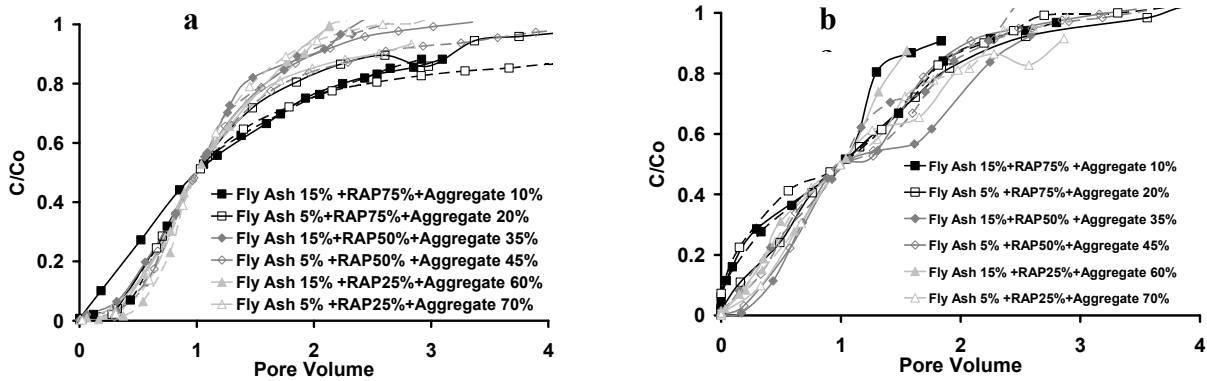 a
C/Co
1
0.8
0.6
0.4
0.2
0
0
1
2
3
4
Pore Volume
Fly Ash 15% +RAP75%+Aggregate 10%
Fly Ash 5%+RAP75%+Aggregate 20%
Fly Ash 15%+RAP50%+Aggregate 35%
Fly Ash 5% +RAP50% +Aggregate 45%
Fly Ash 15% +RAP25%+Aggregate 60%
Fly Ash 5% +RAP25%+Aggregate 70%
b
C/Co
1
0.8
0.6
0.4
0.2
0
0
1
2
3
4
Pore Volume
Fly Ash 15%+RAP75% +Aggregate 10%
Fly Ash 5% +RAP75% +Aggregate 20%
Fly Ash 15%+RAP50%+Aggregate 35%
Fly Ash 5% +RAP50%+Aggregate 45%
Fly Ash 15% +RAP25%+Aggregate 60%
Fly Ash 5% +RAP25%+Aggregate 70%